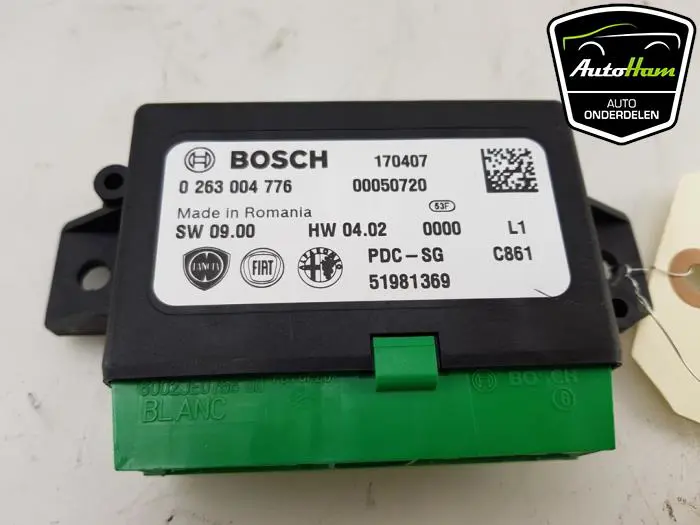 AutoHam
AUTO
ONDERDELEN
BOSCH 170407
0 263 004 776 00050720
Made in Romania 53F
SW 09.00 HW 04.02 0000 L1
LANCIA FIAT PDC-SG C861
51981369
BOSCH
BLANC